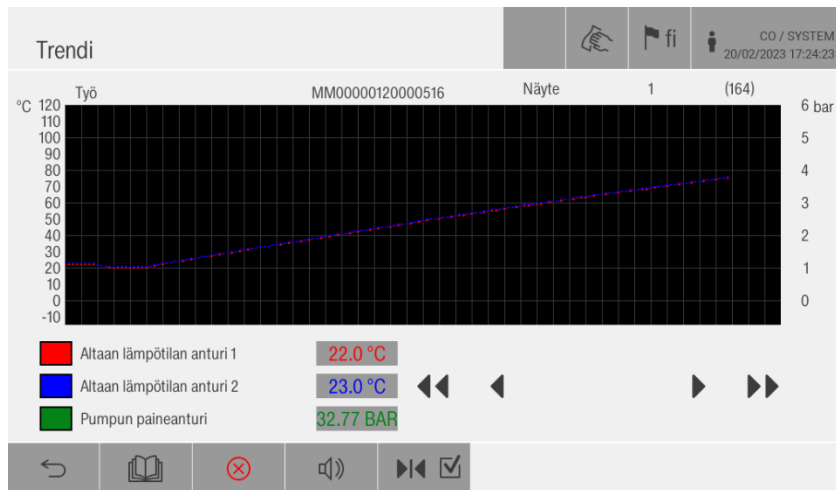 Trendi
fi
CO / SYSTEM
20/02/2023 17:24:23
Työ MM00000120000516 Näyte 1 (164)
°C 120 6 bar
110
100 5
90
80 4
70
60 3
50
40 2
30
20 1
10
0 0
-10
Altaan lämpötilan anturi 1 22.0 °C
Altaan lämpötilan anturi 2 23.0 °C
Pumpun paineanturi 32.77 BAR